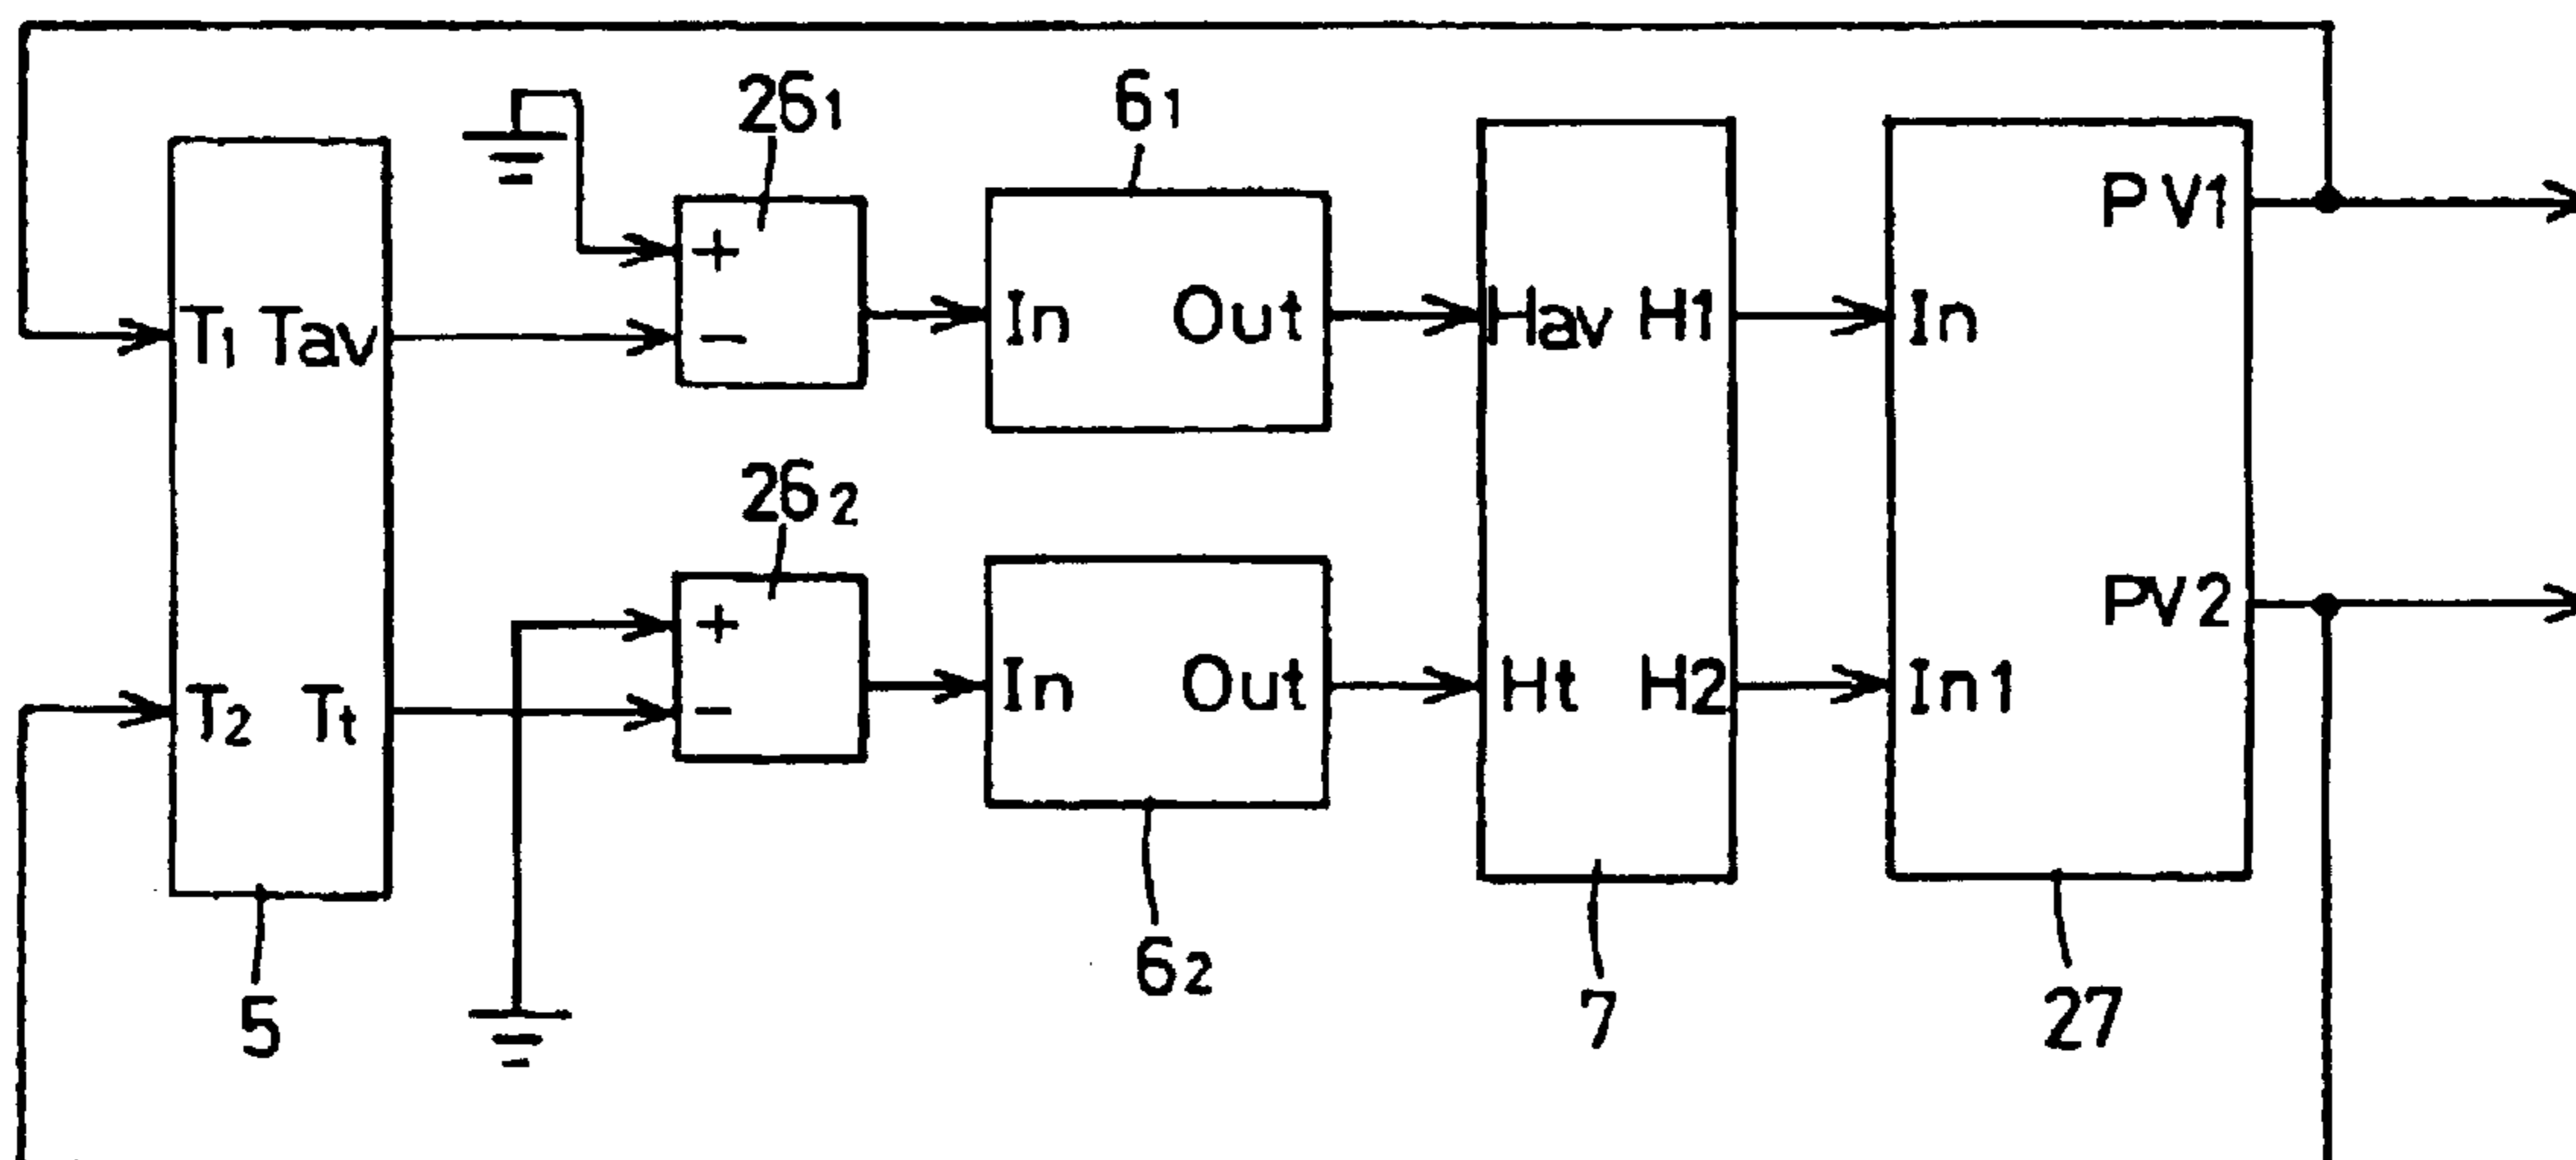 26₁
6₁
+
−
T₁ Tav
In Out
Hav H1
In
PV1
26₂
6₂
+
−
T₂ Tt
In Out
Ht H2
In1
PV2
5
7
27